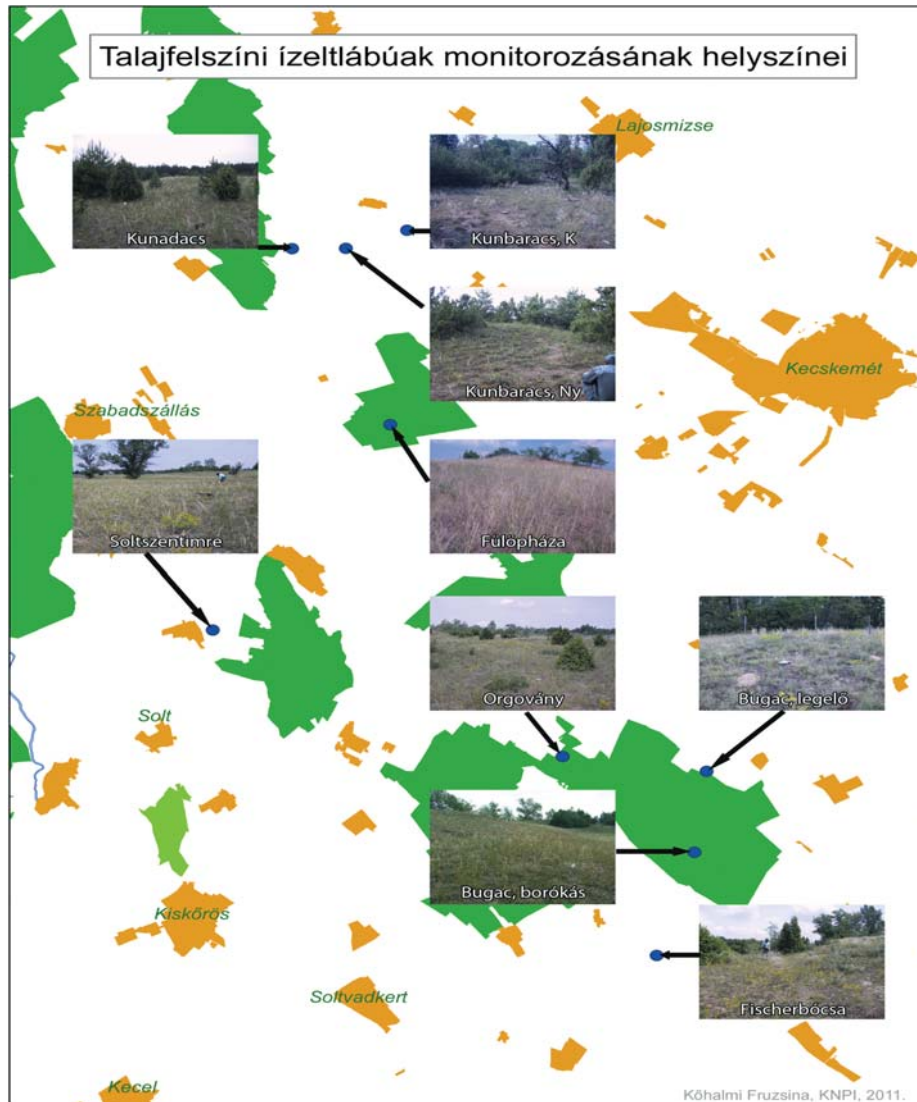 Talajfelszíni ízeltlábúak monitorozásának helyszínei
Lajosmizse
Kunadacs
Kunbaracs, K
Kunbaracs, Ny
Kecskemét
Szabadszállás
Soltszentimre
Fülöpháza
Orgovány
Bugac, legelő
Solt
Bugac, borókás
Kiskőrös
Soltvadkert
Fischerbócsa
Kecel
Kőhalmi Fruzsina, KNPI, 2011.